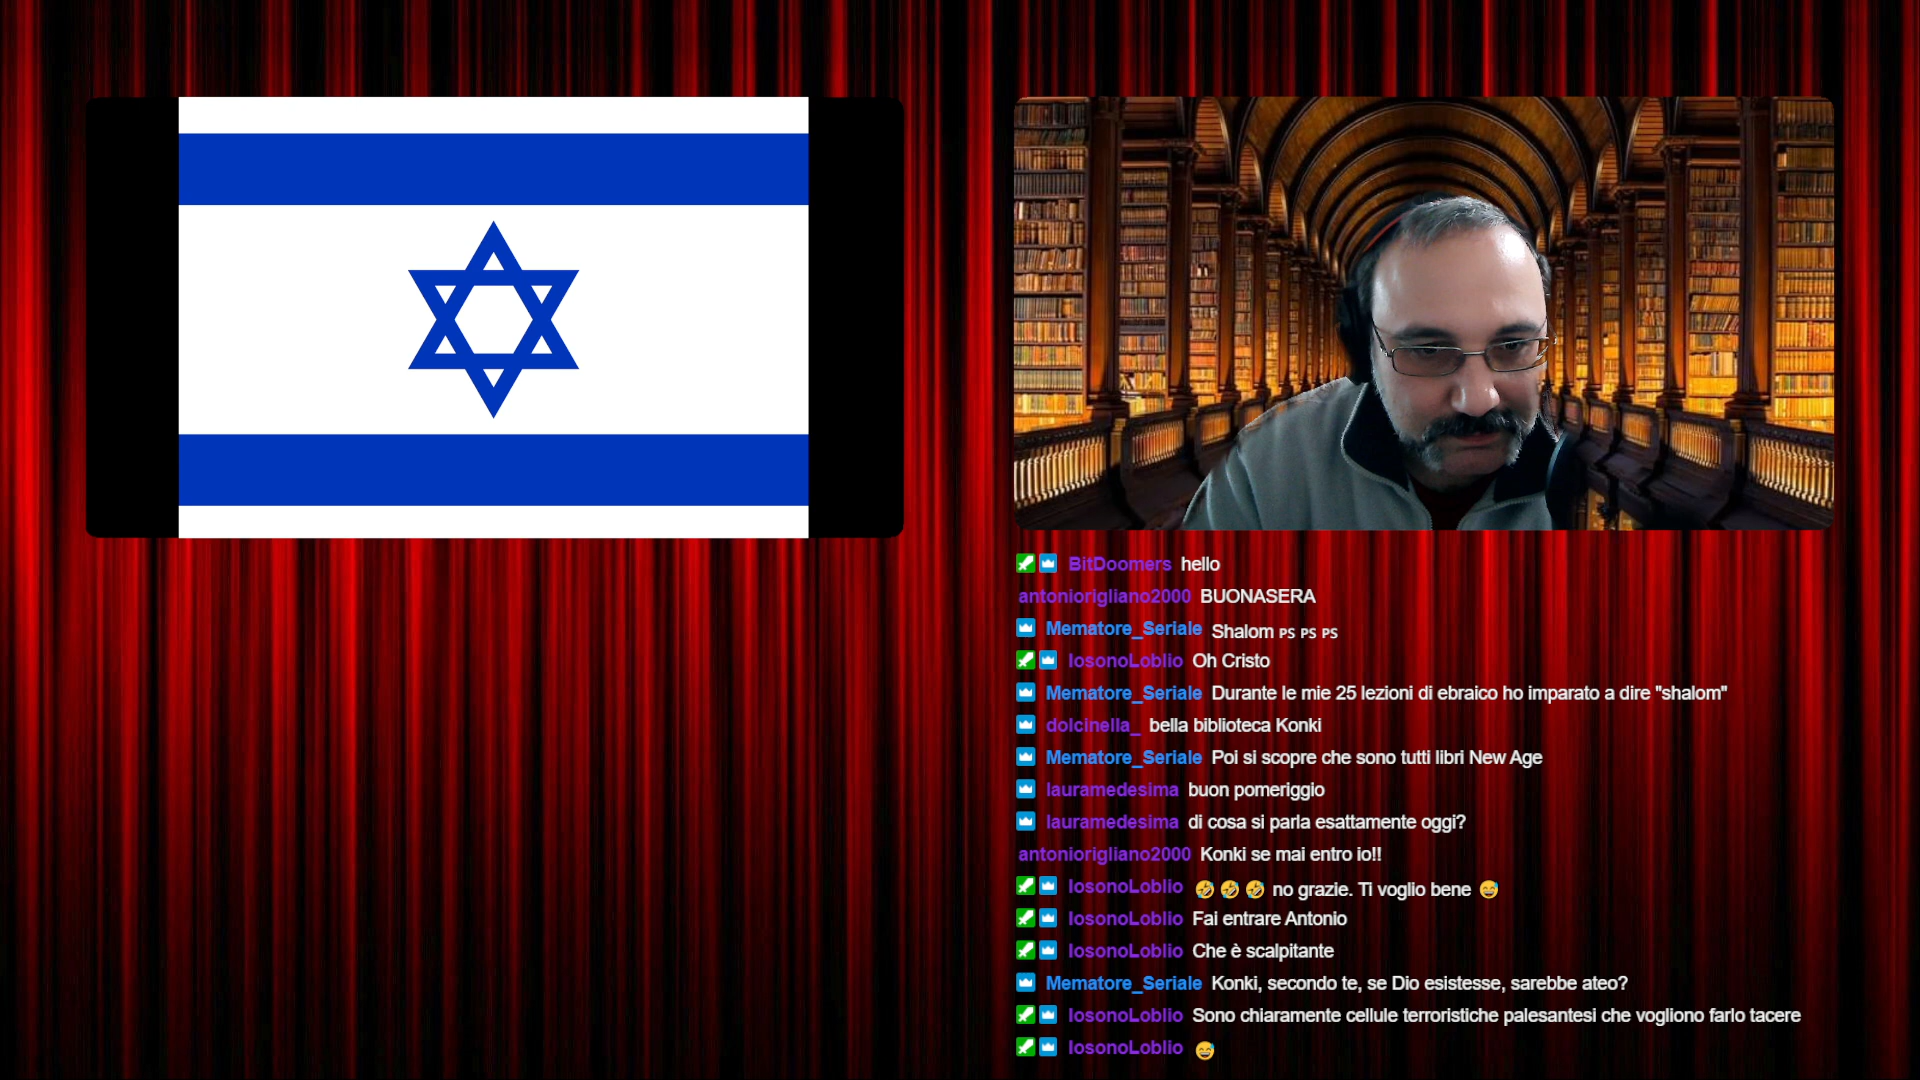 BitDoomers hello
antoniorigliano2000 BUONASERA
Mematore_Seriale Shalom PS PS PS
IosonoLoblio Oh Cristo
Mematore_Seriale Durante le mie 25 lezioni di ebraico ho imparato a dire "shalom"
dolcinella_ bella biblioteca Konki
Mematore_Seriale Poi si scopre che sono tutti libri New Age
lauramedesima buon pomeriggio
lauramedesima di cosa si parla esattamente oggi?
antoniorigliano2000 Konki se mai entro io!!
IosonoLoblio 🤣 🤣 🤣 no grazie. Ti voglio bene 😅
IosonoLoblio Fai entrare Antonio
IosonoLoblio Che è scalpitante
Mematore_Seriale Konki, secondo te, se Dio esistesse, sarebbe ateo?
IosonoLoblio Sono chiaramente cellule terroristiche palesantesi che vogliono farlo tacere
IosonoLoblio 😅